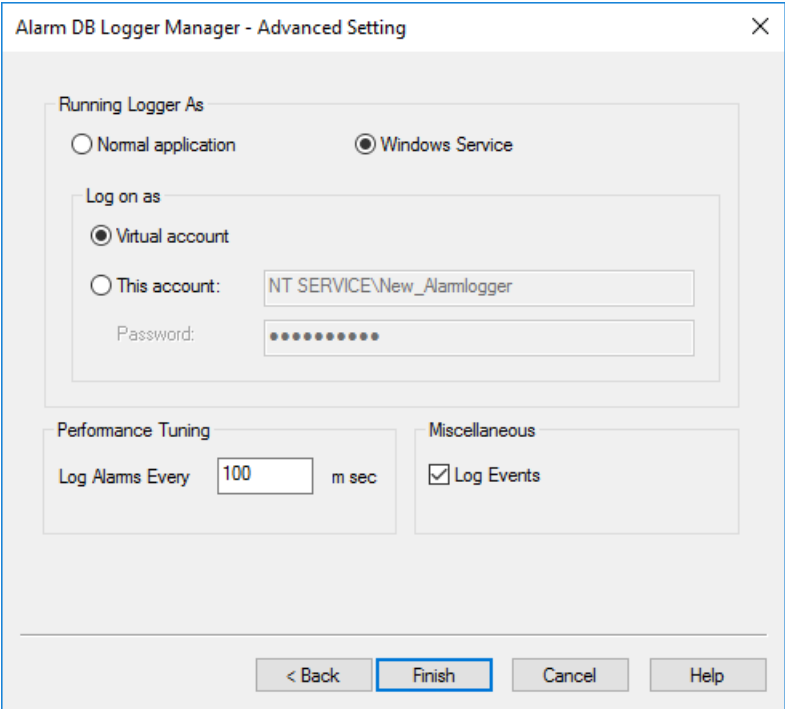 Alarm DB Logger Manager - Advanced Setting
Running Logger As
Normal application
Windows Service
Log on as
Virtual account
This account:
NT SERVICE\New_Alarmlogger
Password:
●●●●●●●●●●
Performance Tuning
Log Alarms Every
100
m sec
Miscellaneous
Log Events
< Back
Finish
Cancel
Help